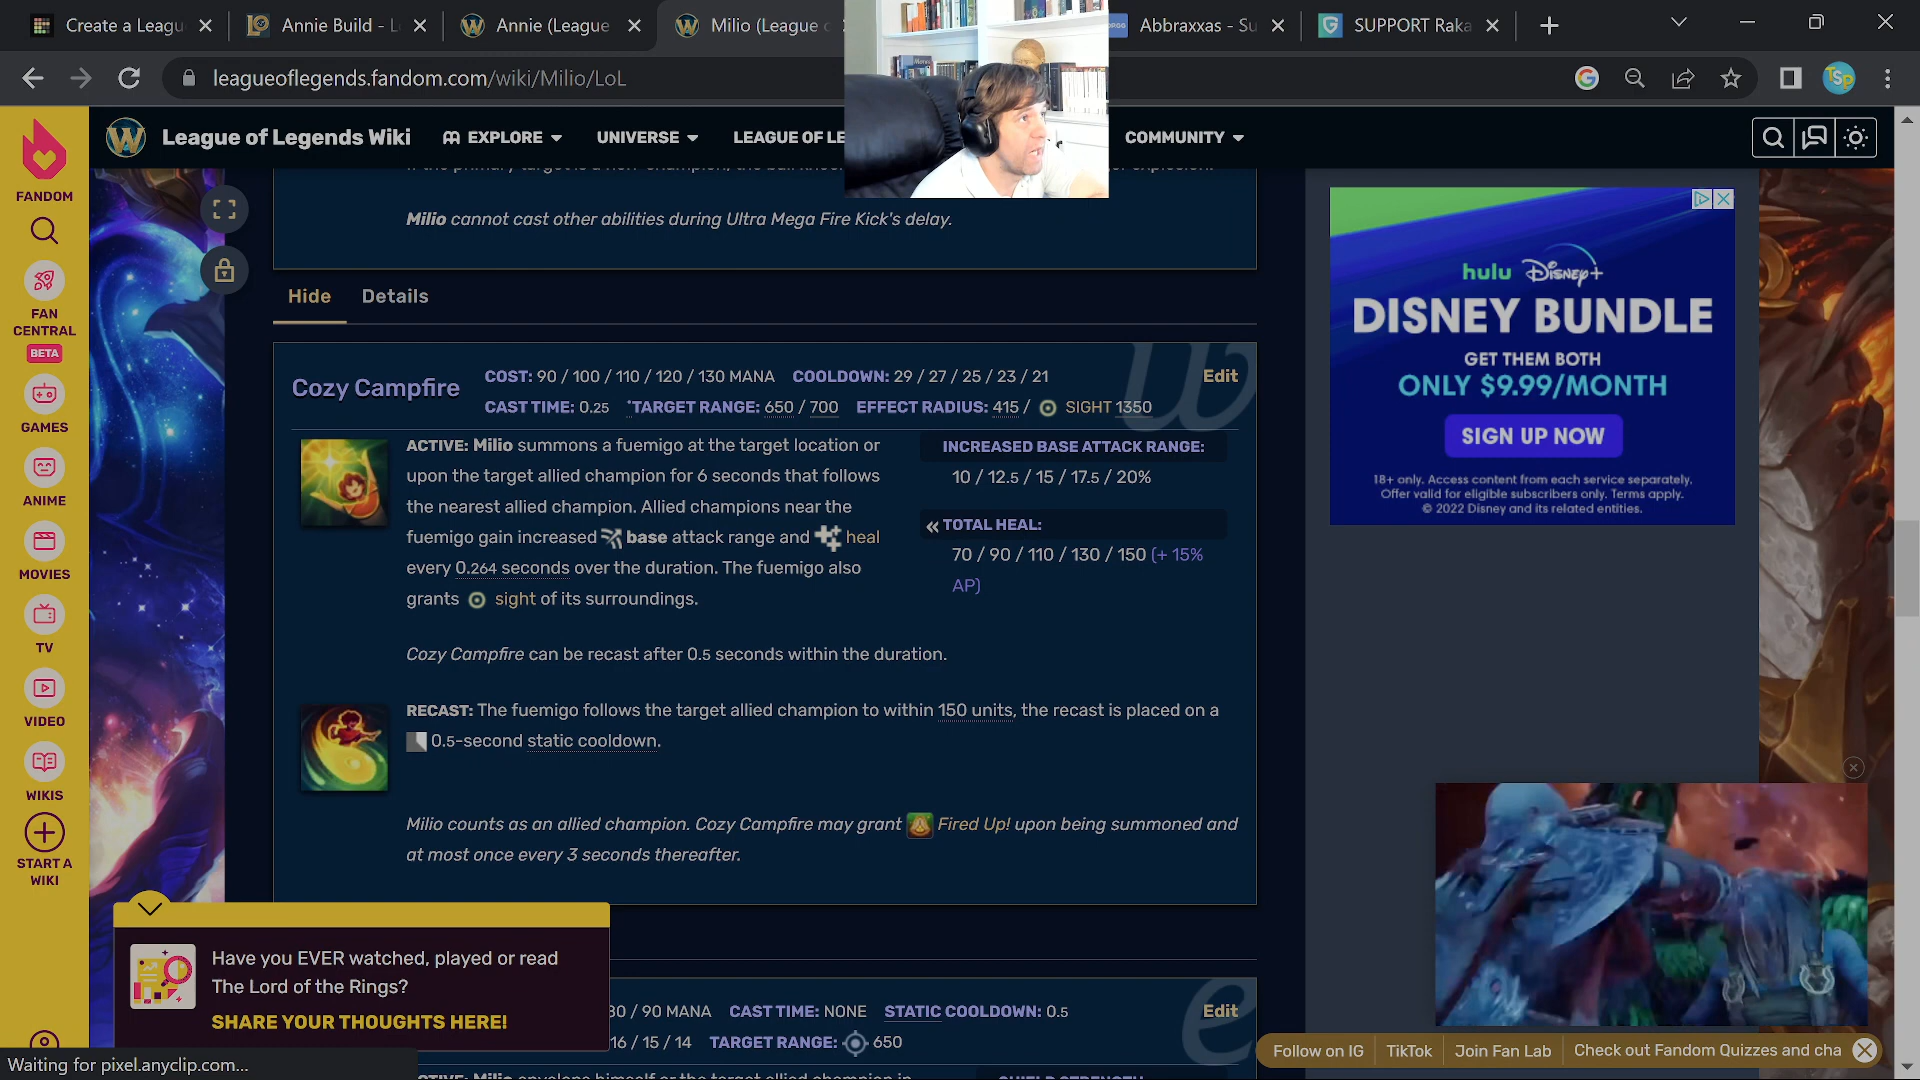 Create a Leagu
Annie Build - L
Annie (League
Milio (League o
Abbraxxas - Su
SUPPORT Raka
leagueoflegends.fandom.com/wiki/Milio/LoL
TSp
League of Legends Wiki
EXPLORE
UNIVERSE
LEAGUE OF LE
COMMUNITY
FANDOM
FAN CENTRAL
BETA
GAMES
ANIME
MOVIES
TV
VIDEO
WIKIS
START A WIKI
Milio cannot cast other abilities during Ultra Mega Fire Kick's delay.
Hide Details
Cozy Campfire
COST: 90 / 100 / 110 / 120 / 130 MANA COOLDOWN: 29 / 27 / 25 / 23 / 21
Edit
CAST TIME: 0.25 *TARGET RANGE: 650 / 700 EFFECT RADIUS: 415 / SIGHT 1350
ACTIVE: Milio summons a fuemigo at the target location or
upon the target allied champion for 6 seconds that follows
the nearest allied champion. Allied champions near the
fuemigo gain increased base attack range and heal
every 0.264 seconds over the duration. The fuemigo also
grants sight of its surroundings.
INCREASED BASE ATTACK RANGE:
10 / 12.5 / 15 / 17.5 / 20%
« TOTAL HEAL:
70 / 90 / 110 / 130 / 150 (+ 15%
AP)
Cozy Campfire can be recast after 0.5 seconds within the duration.
RECAST: The fuemigo follows the target allied champion to within 150 units, the recast is placed on a
0.5-second static cooldown.
Milio counts as an allied champion. Cozy Campfire may grant Fired Up! upon being summoned and
at most once every 3 seconds thereafter.
Have you EVER watched, played or read
The Lord of the Rings?
SHARE YOUR THOUGHTS HERE!
/ 90 MANA CAST TIME: NONE STATIC COOLDOWN: 0.5
Edit
16 / 15 / 14 TARGET RANGE: 650
hulu Disney+
DISNEY BUNDLE
GET THEM BOTH
ONLY $9.99/MONTH
SIGN UP NOW
18+ only. Access content from each service separately.
Offer valid for eligible subscribers only. Terms apply.
© 2022 Disney and its related entities.
Follow on IG
TikTok
Join Fan Lab
Check out Fandom Quizzes and cha
Waiting for pixel.anyclip.com...